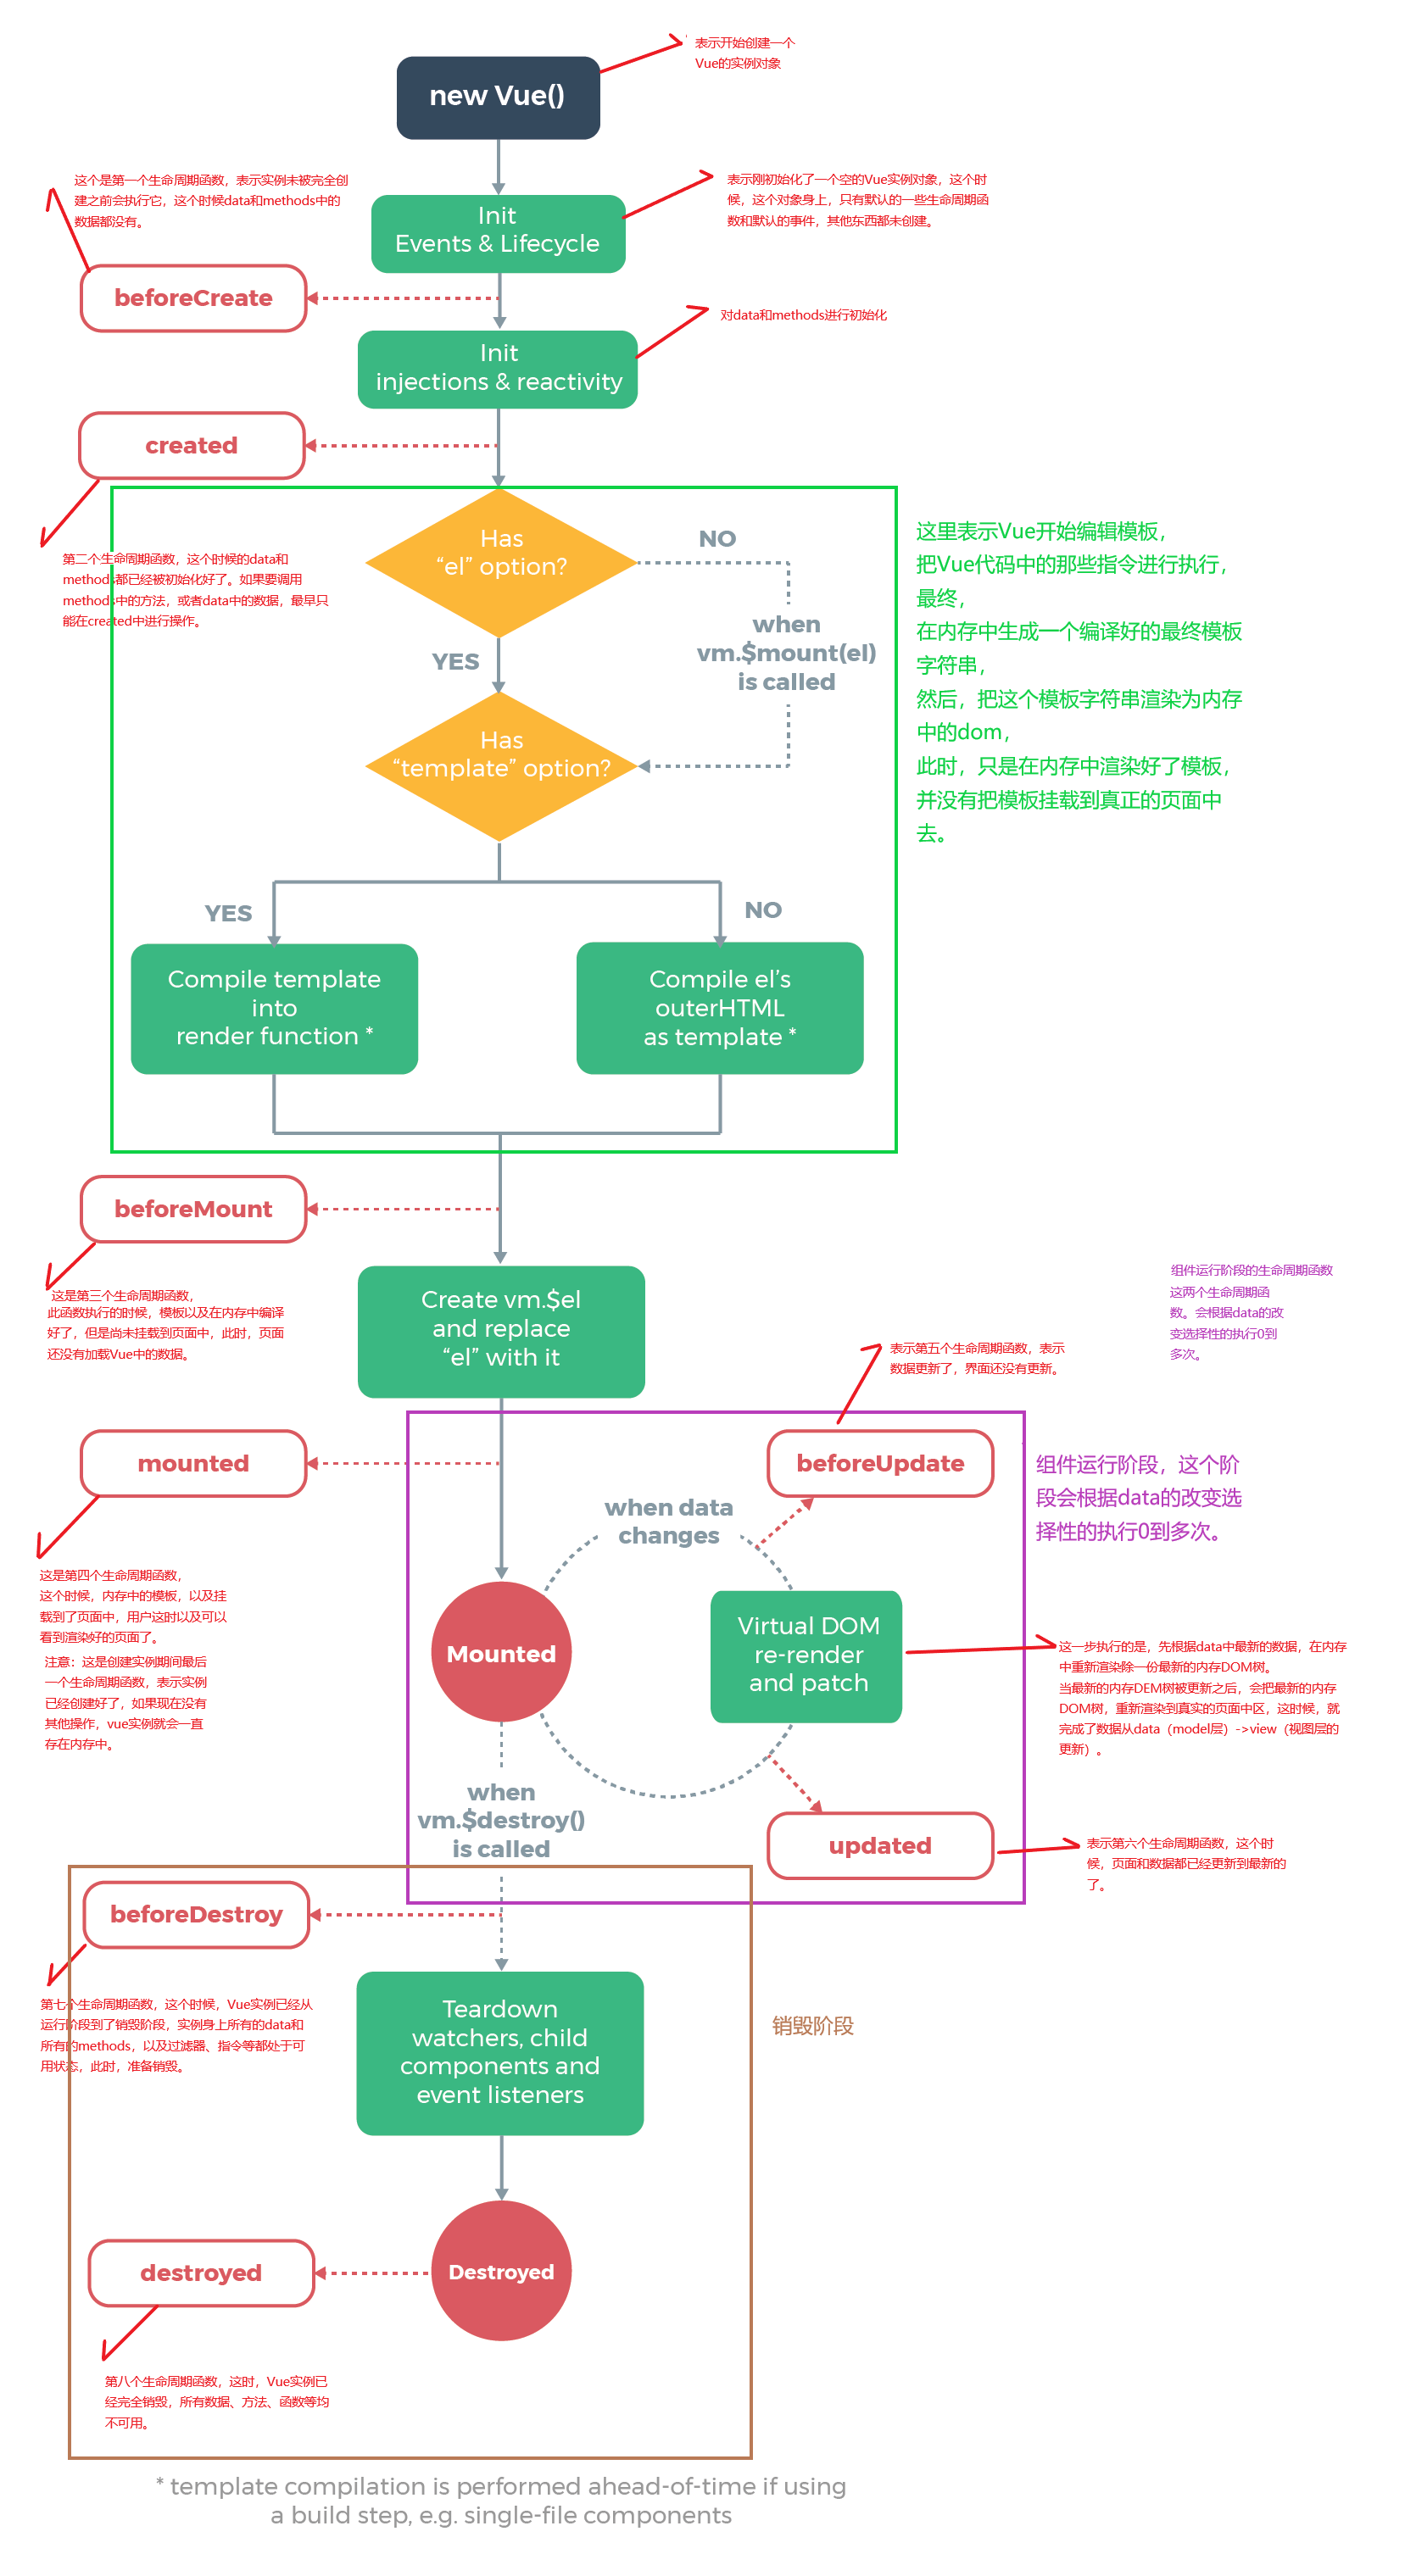 表示开始创建一个
Vue的实例对象
new Vue()
这个是第一个生命周期函数，表示实例未被完全创
建之前会执行它，这个时候data和methods中的
数据都没有。
表示刚初始化了一个空的Vue实例对象，这个时
候，这个对象身上，只有默认的一些生命周期函
数和默认的事件，其他东西都未创建。
Init
Events & Lifecycle
beforeCreate
对data和methods进行初始化
Init
injections & reactivity
created
第二个生命周期函数，这个时候的data和
methods都已经被初始化好了。如果要调用
methods中的方法，或者data中的数据，最早只
能在created中进行操作。
Has
“el” option?
NO
when
vm.$mount(el)
is called
YES
Has
“template” option?
这里表示Vue开始编辑模板，
把Vue代码中的那些指令进行执行，
最终，
在内存中生成一个编译好的最终模板
字符串，
然后，把这个模板字符串渲染为内存
中的dom，
此时，只是在内存中渲染好了模板，
并没有把模板挂载到真正的页面中
去。
YES
NO
Compile template
into
render function *
Compile el’s
outerHTML
as template *
beforeMount
这是第三个生命周期函数，
此函数执行的时候，模板以及在内存中编译
好了，但是尚未挂载到页面中，此时，页面
还没有加载Vue中的数据。
Create vm.$el
and replace
“el” with it
组件运行阶段的生命周期函数
这两个生命周期函
数。会根据data的改
变选择性的执行0到
多次。
表示第五个生命周期函数，表示
数据更新了，界面还没有更新。
mounted
beforeUpdate
组件运行阶段，这个阶
段会根据data的改变选
择性的执行0到多次。
when data
changes
这是第四个生命周期函数，
这个时候，内存中的模板，以及挂
载到了页面中，用户这时以及可以
看到渲染好的页面了。
注意：这是创建实例期间最后
一个生命周期函数，表示实例
已经创建好了，如果现在没有
其他操作，vue实例就会一直
存在内存中。
Mounted
Virtual DOM
re-render
and patch
这一步执行的是，先根据data中最新的数据，在内存
中重新渲染除一份最新的内存DOM树。
当最新的内存DEM树被更新之后，会把最新的内存
DOM树，重新渲染到真实的页面中区，这时候，就
完成了数据从data（model层）->view（视图层的
更新）。
when
vm.$destroy()
is called
updated
表示第六个生命周期函数，这个时
候，页面和数据都已经更新到最新的
了。
beforeDestroy
第七个生命周期函数，这个时候，Vue实例已经从
运行阶段到了销毁阶段，实例身上所有的data和
所有的methods，以及过滤器、指令等都处于可
用状态，此时，准备销毁。
Teardown
watchers, child
components and
event listeners
销毁阶段
destroyed
Destroyed
第八个生命周期函数，这时，Vue实例已
经完全销毁，所有数据、方法、函数等均
不可用。
* template compilation is performed ahead-of-time if using
a build step, e.g. single-file components